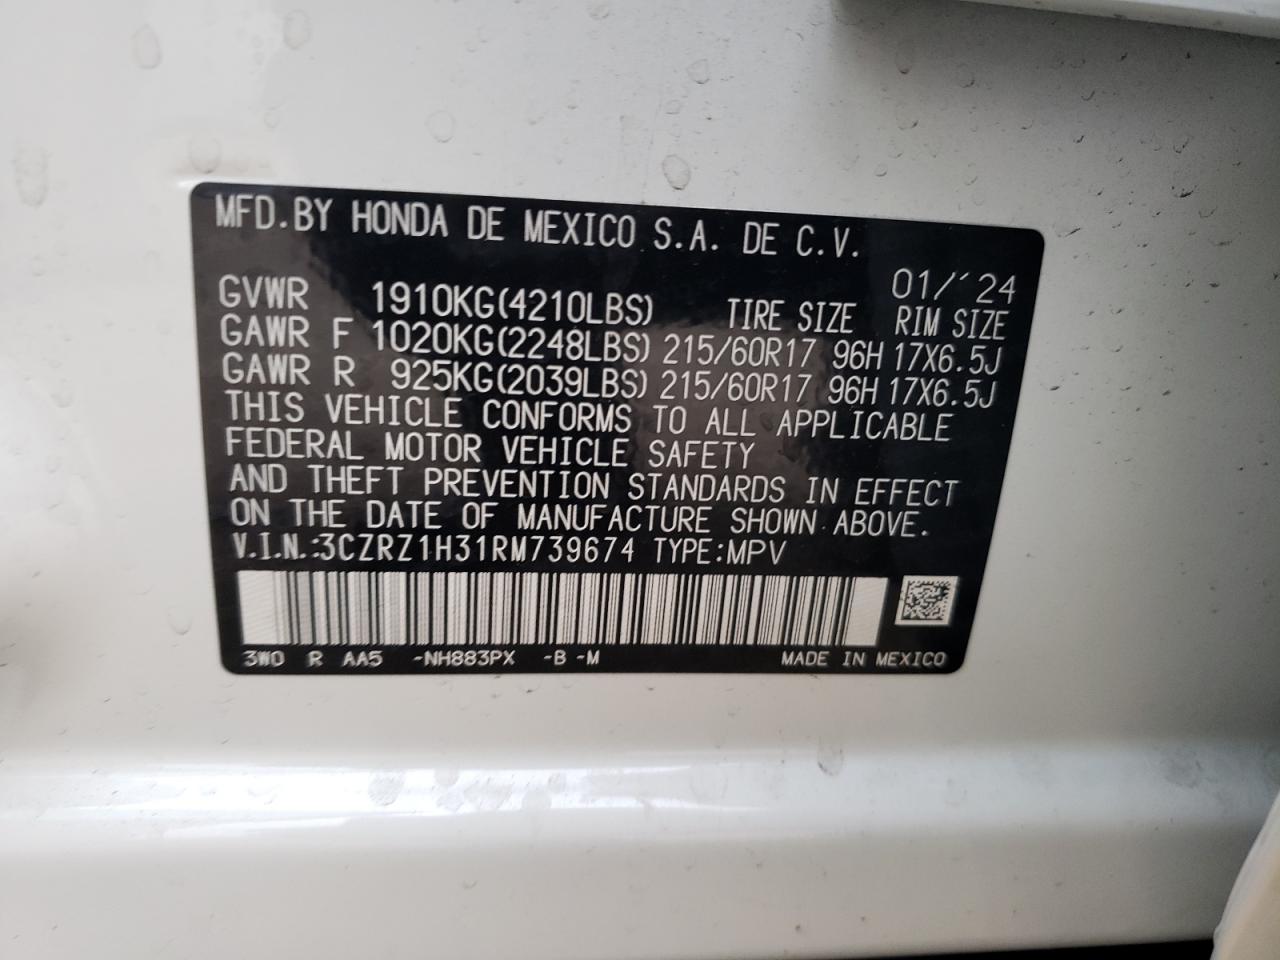 MFD.BY HONDA DE MEXICO S.A. DE C.V.
01/´24
GVWR 1910KG(4210LBS) TIRE SIZE RIM SIZE
GAWR F 1020KG(2248LBS) 215/60R17 96H 17X6.5J
GAWR R 925KG(2039LBS) 215/60R17 96H 17X6.5J
THIS VEHICLE CONFORMS TO ALL APPLICABLE
FEDERAL MOTOR VEHICLE SAFETY
AND THEFT PREVENTION STANDARDS IN EFFECT
ON THE DATE OF MANUFACTURE SHOWN ABOVE.
V.I.N.:3CZRZ1H31RM739674 TYPE:MPV
3W0 R AA5 -NH883PX -B -M MADE IN MEXICO